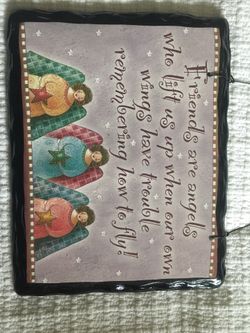 Friends are angels
who lift us up when our own
wings have trouble
remembering how to fly!